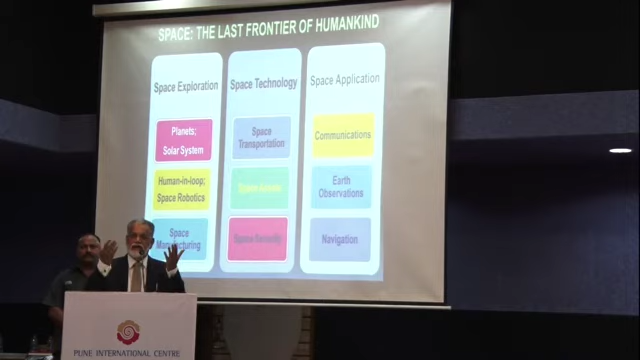 SPACE: THE LAST FRONTIER OF HUMANKIND
Space Exploration
Planets;
Solar System
Human-in-loop;
Space Robotics
Space
Manufacturing
Space Technology
Space
Transportation
Space
Space Security
Space Application
Communications
Earth
Observations
Navigation
PUNE INTERNATIONAL CENTRE